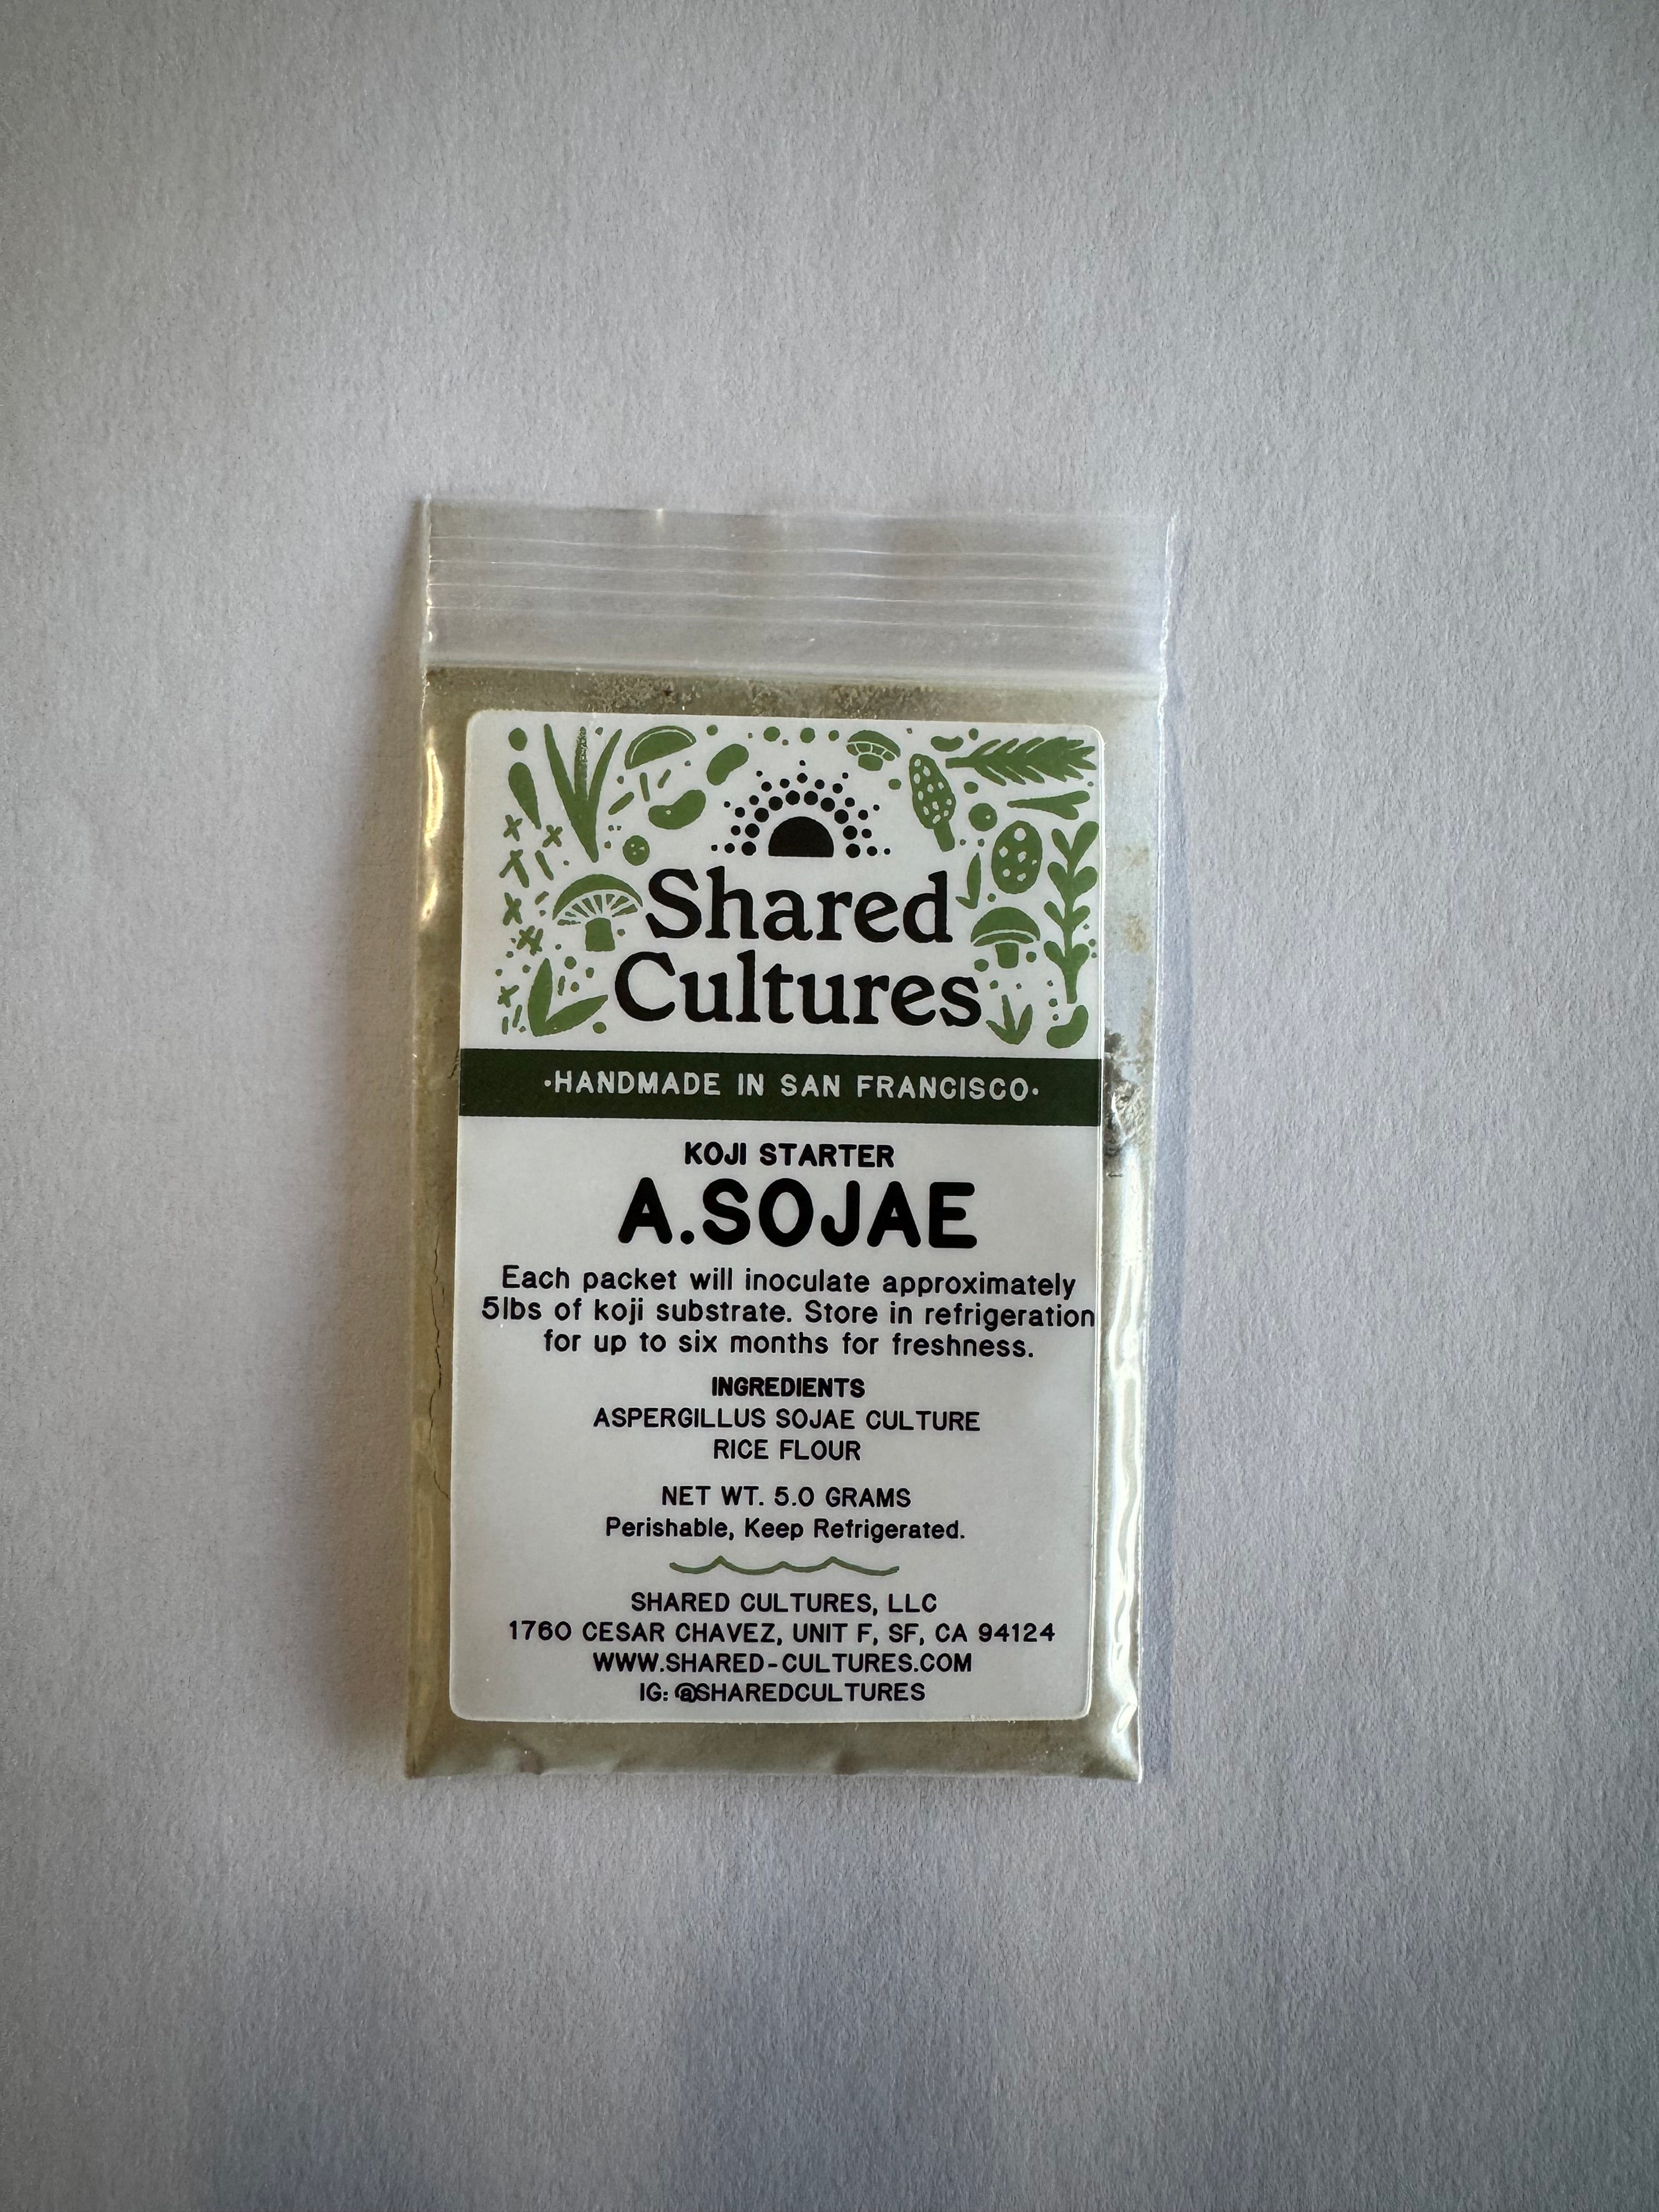 Shared
Cultures
·HANDMADE IN SAN FRANCISCO·
KOJI STARTER
A.SOJAE
Each packet will inoculate approximately
5lbs of koji substrate. Store in refrigeration
for up to six months for freshness.
INGREDIENTS
ASPERGILLUS SOJAE CULTURE
RICE FLOUR
NET WT. 5.0 GRAMS
Perishable, Keep Refrigerated.
SHARED CULTURES, LLC
1760 CESAR CHAVEZ, UNIT F, SF, CA 94124
WWW.SHARED-CULTURES.COM
IG: @SHAREDCULTURES